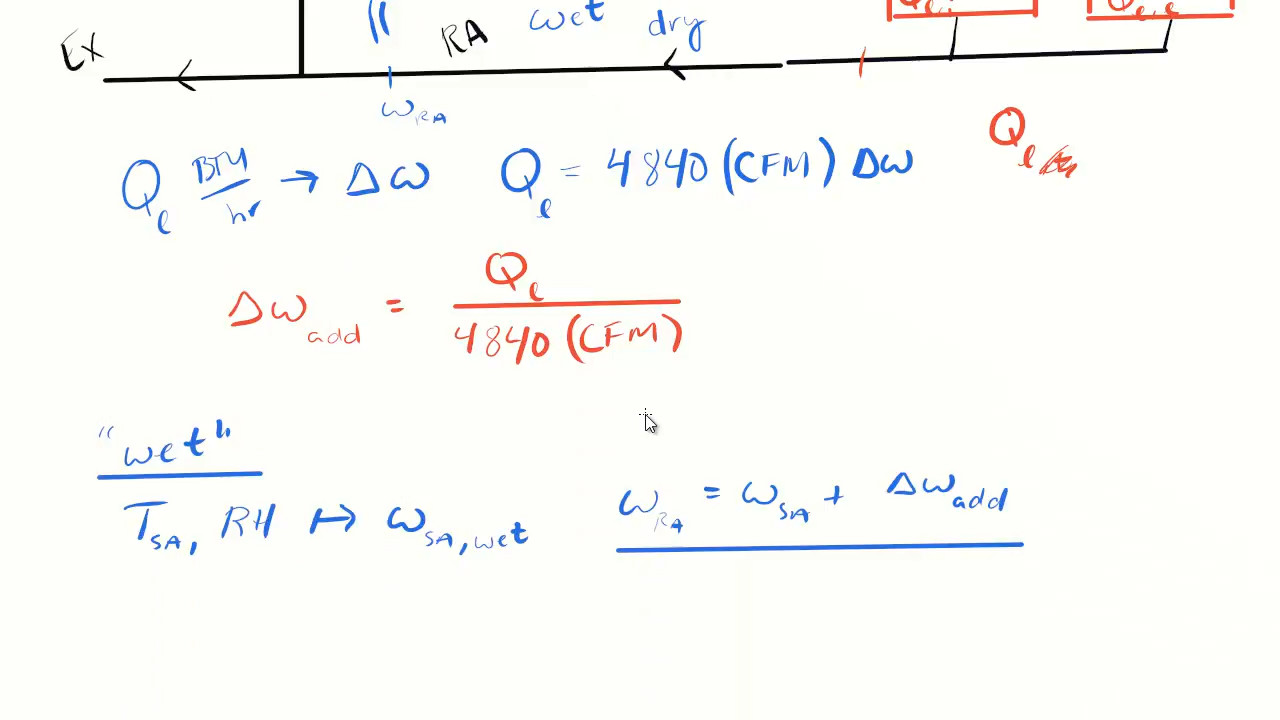 EX
RA wet dry
ω_RA
Q_l BTU/hr → Δω Q_l = 4840 (CFM) Δω
Q_l
Δω_add = Q_l / 4840 (CFM)
"wet"
T_SA, RH ↦ ω_SA,wet
ω_RA = ω_SA + Δω_add